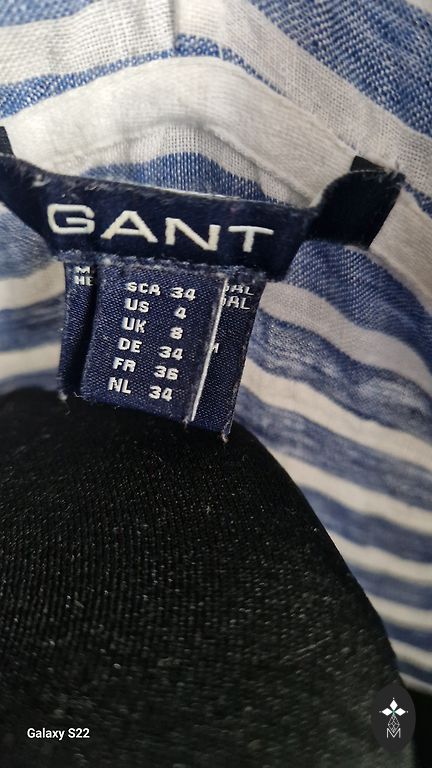 GANT
SCA 34
US 4
UK 8
DE 34
FR 36
NL 34
Galaxy S22
M